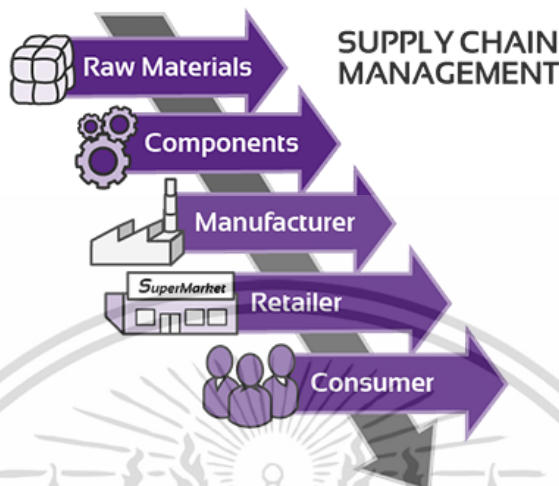 SUPPLY CHAIN
MANAGEMENT
Raw Materials
Components
Manufacturer
SuperMarket
Retailer
Consumer